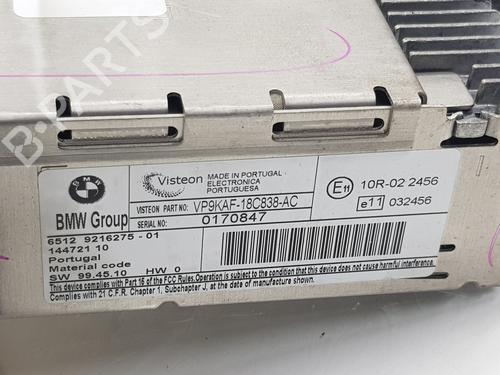 B-PARTS
BMW
Visteon
MADE IN PORTUGAL
ELECTRONICA
PORTUGUESA
E11
10R-02 2456
BMW Group
VISTEON PART NO:
VP9KAF-18C838-AC
SERIAL NO:
0170847
e11
032456
6512 9216275-01
144721 10
Portugal
Material code
SW 99.45.10 HW 0
This device complies with Part 15 of the FCC Rules.Operation is subject to the condition that this device does not cause harmful interference.
Complies with 21 C.F.R. Chapter 1, Subchapter J, at date of manufacturing.